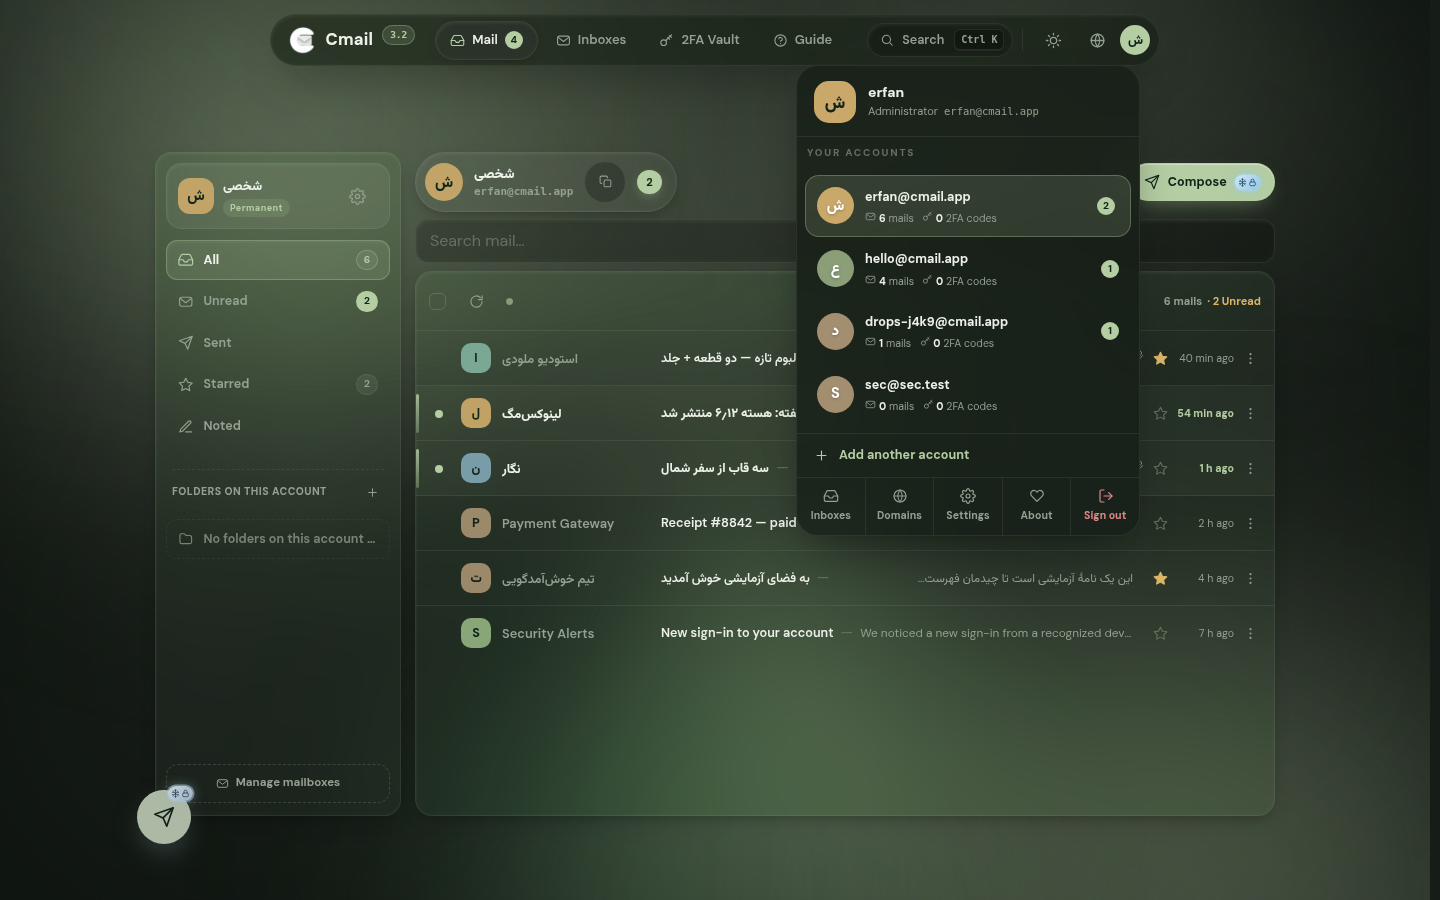 Cmail 3.2 Mail 4 Inboxes 2FA Vault Guide Search Ctrl K ش
ش erfan
Administrator erfan@cmail.app
YOUR ACCOUNTS
ش erfan@cmail.app 2
6 mails 0 2FA codes
ع hello@cmail.app 1
4 mails 0 2FA codes
د drops-j4k9@cmail.app 1
1 mails 0 2FA codes
S sec@sec.test
0 mails 0 2FA codes
Add another account
Inboxes Domains Settings About Sign out
ش شخصی
Permanent
All 6
Unread 2
Sent
Starred 2
Noted
FOLDERS ON THIS ACCOUNT
No folders on this account …
Manage mailboxes
ش شخصی
erfan@cmail.app 2
Compose
Search mail…
6 mails · 2 Unread
ا استودیو ملودی لبوم تازه — دو قطعه + جلد 40 min ago
ل لینوکس‌مگ هسته ۶٫۱۲ منتشر شد 54 min ago
ن نگار سه قاب از سفر شمال — 1 h ago
P Payment Gateway Receipt #8842 — paid 2 h ago
ت تیم خوش‌آمدگویی به فضای آزمایشی خوش آمدید — این یک نامهٔ آزمایشی است تا چیدمان فهرست… 4 h ago
S Security Alerts New sign-in to your account — We noticed a new sign-in from a recognized dev… 7 h ago